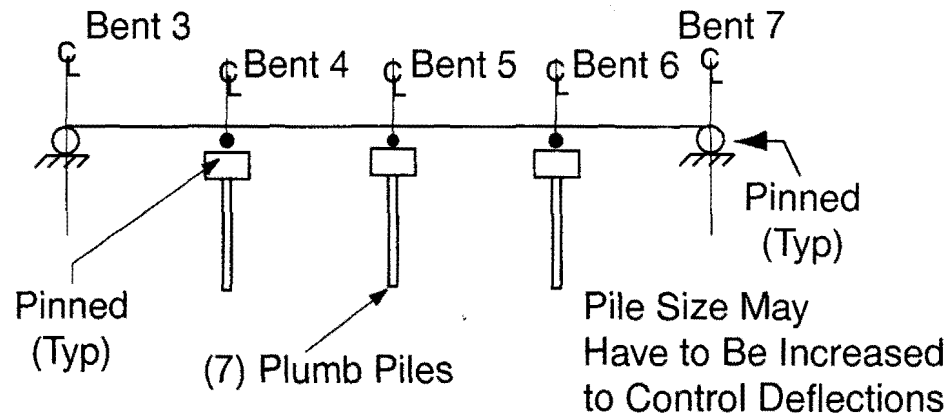 Bent 3
Bent 4
Bent 5
Bent 6
Bent 7
℄
℄
℄
℄
℄
Pinned
(Typ)
Pinned
(Typ)
(7) Plumb Piles
Pile Size May
Have to Be Increased
to Control Deflections